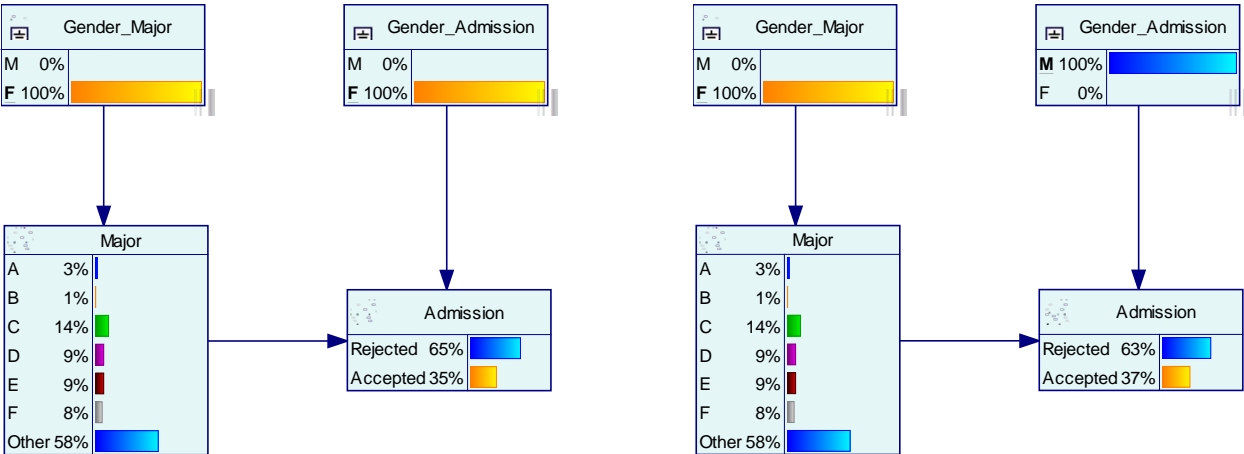 Gender_Major
M 0%
F 100%
Gender_Admission
M 0%
F 100%
Major
A 3%
B 1%
C 14%
D 9%
E 9%
F 8%
Other 58%
Admission
Rejected 65%
Accepted 35%
Gender_Major
M 0%
F 100%
Gender_Admission
M 100%
F 0%
Major
A 3%
B 1%
C 14%
D 9%
E 9%
F 8%
Other 58%
Admission
Rejected 63%
Accepted 37%